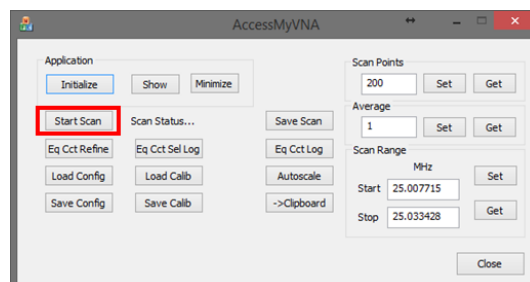 AccessMyVNA
Application
Initialize Show Minimize
Start Scan Scan Status... Save Scan
Eq Cct Refine Eq Cct Sel Log Eq Cct Log
Load Config Load Calib Autoscale
Save Config Save Calib ->Clipboard
Scan Points
200 Set Get
Average
1 Set Get
Scan Range
MHz
Start 25.007715 Set
Stop 25.033428 Get
Close